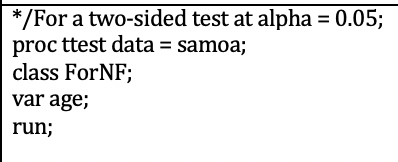 */For a two-sided test at alpha = 0.05;
proc ttest data = samoa;
class ForNF;
var age;
run;